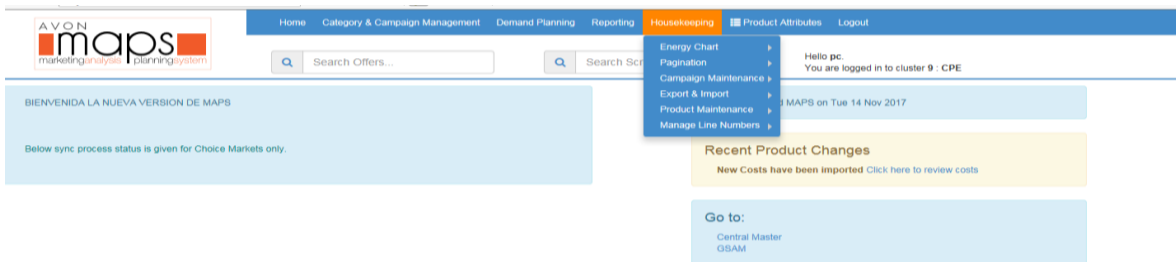 AVON
maps
marketinganalysis planningsystem
Home Category & Campaign Management Demand Planning Reporting Housekeeping Product Attributes Logout
Search Offers...
Search Scr
Energy Chart
Pagination
Campaign Maintenance
Export & Import
Product Maintenance
Manage Line Numbers
Hello pc.
You are logged in to cluster 9 : CPE
BIENVENIDA LA NUEVA VERSION DE MAPS
Below sync process status is given for Choice Markets only.
MAPS on Tue 14 Nov 2017
Recent Product Changes
New Costs have been imported Click here to review costs
Go to:
Central Master
GSAM